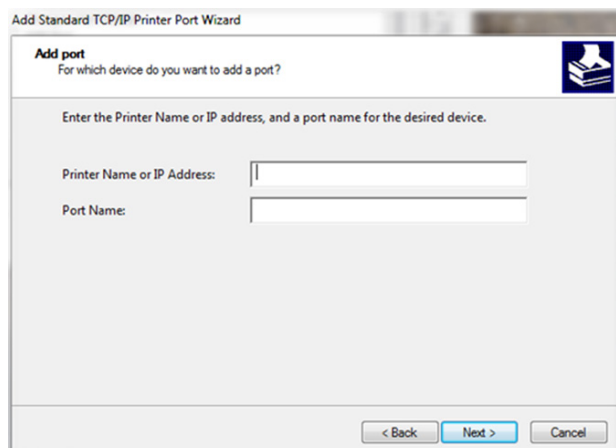 Add Standard TCP/IP Printer Port Wizard
Add port
For which device do you want to add a port?
Enter the Printer Name or IP address, and a port name for the desired device.
Printer Name or IP Address:
Port Name:
< Back Next > Cancel